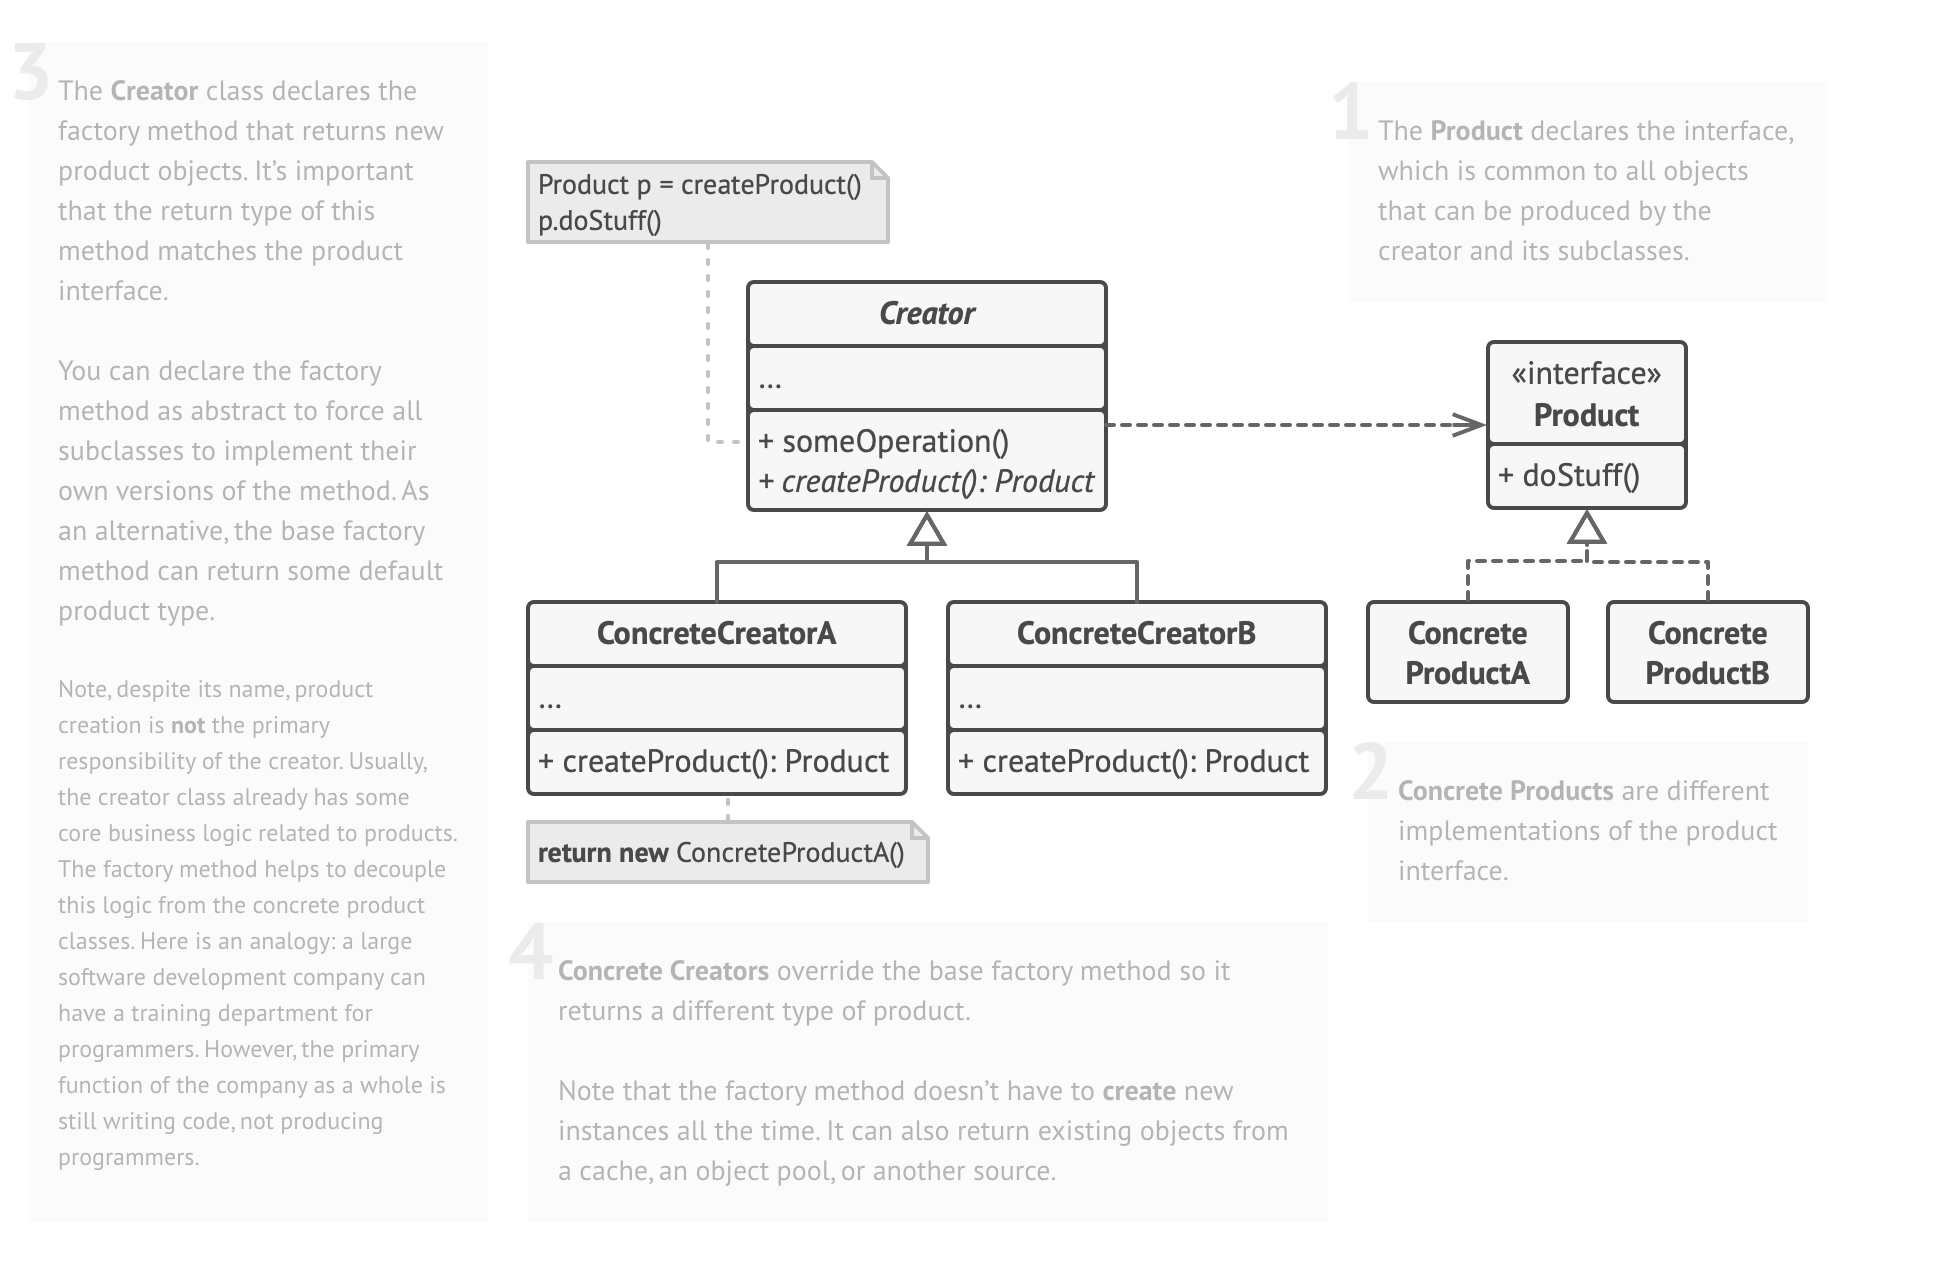 3
The Creator class declares the
factory method that returns new
product objects. It’s important
that the return type of this
method matches the product
interface.
You can declare the factory
method as abstract to force all
subclasses to implement their
own versions of the method. As
an alternative, the base factory
method can return some default
product type.
Note, despite its name, product
creation is not the primary
responsibility of the creator. Usually,
the creator class already has some
core business logic related to products.
The factory method helps to decouple
this logic from the concrete product
classes. Here is an analogy: a large
software development company can
have a training department for
programmers. However, the primary
function of the company as a whole is
still writing code, not producing
programmers.
Product p = createProduct()
p.doStuff()
Creator
...
+ someOperation()
+ createProduct(): Product
ConcreteCreatorA
...
+ createProduct(): Product
return new ConcreteProductA()
ConcreteCreatorB
...
+ createProduct(): Product
1
The Product declares the interface,
which is common to all objects
that can be produced by the
creator and its subclasses.
«interface»
Product
+ doStuff()
Concrete
ProductA
Concrete
ProductB
2
Concrete Products are different
implementations of the product
interface.
4
Concrete Creators override the base factory method so it
returns a different type of product.
Note that the factory method doesn’t have to create new
instances all the time. It can also return existing objects from
a cache, an object pool, or another source.